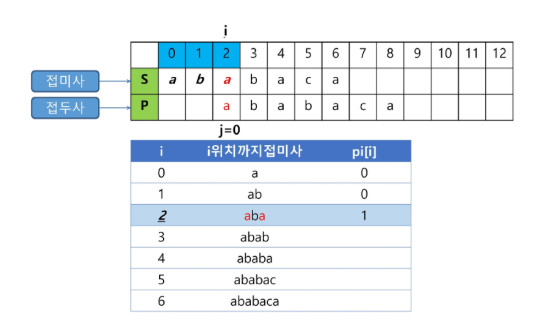 i
0 1 2 3 4 5 6 7 8 9 10 11 12
접미사 S a b a b a c a
접두사 P a b a b a c a
j=0
i i위치까지접미사 pi[i]
0 a 0
1 ab 0
2 aba 1
3 abab
4 ababa
5 ababac
6 ababaca